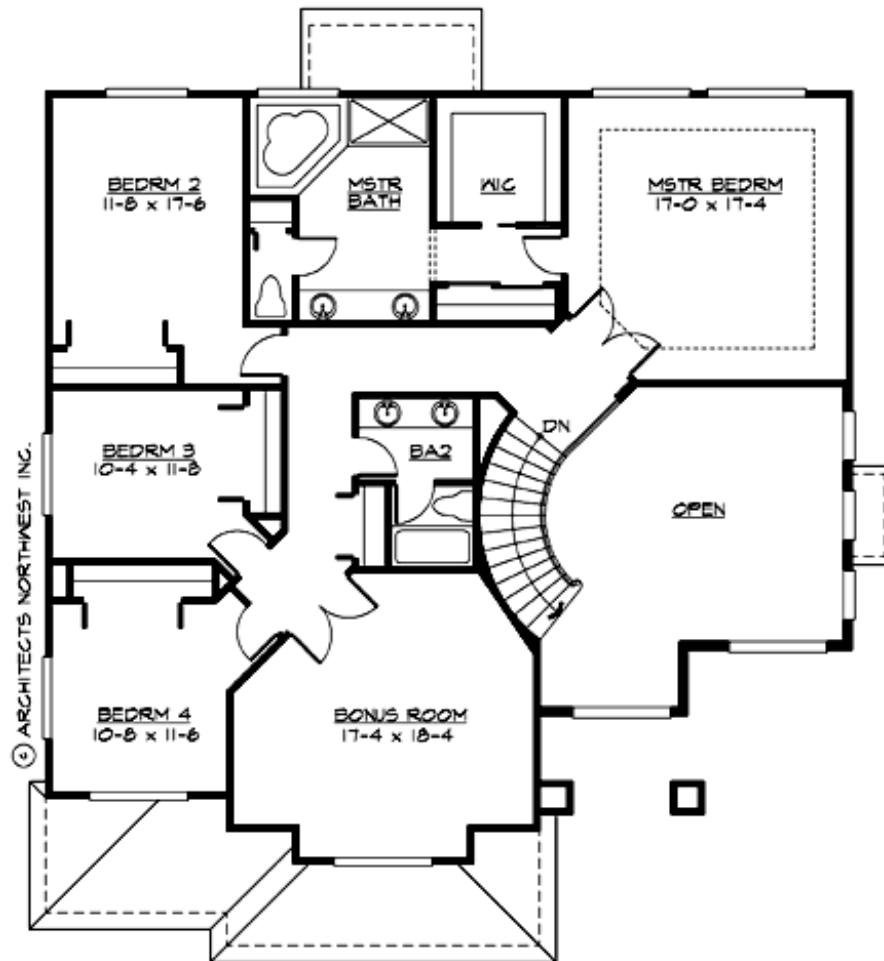 BEDRM 2
11-8 x 17-6
MSTR
BATH
WIC
MSTR BEDRM
17-0 x 17-4
BEDRM 3
10-4 x 11-8
BA2
DN
OPEN
BEDRM 4
10-8 x 11-6
BONUS ROOM
17-4 x 18-4
© ARCHITECTS NORTHWEST INC.